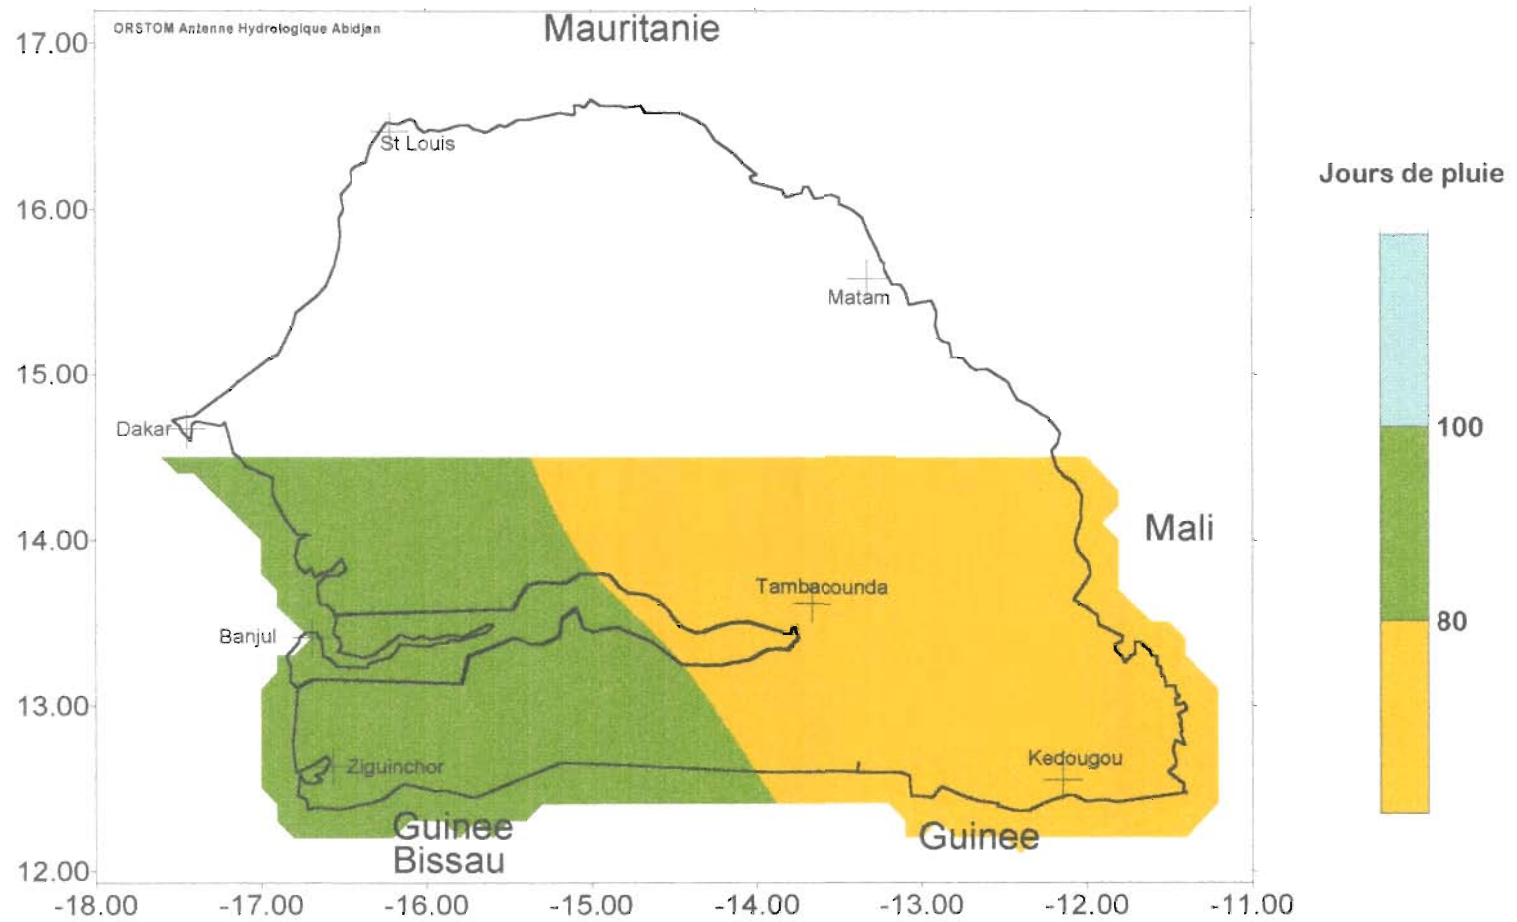 ORSTOM Antenne Hydrologique Abidjan
Mauritanie
17.00
St Louis
Jours de pluie
16.00
Matam
15.00
Dakar
100
Mali
14.00
Tambacounda
80
Banjul
13.00
Kedougou
Ziguinchor
Guinee
Bissau
Guinee
12.00
-18.00 -17.00 -16.00 -15.00 -14.00 -13.00 -12.00 -11.00